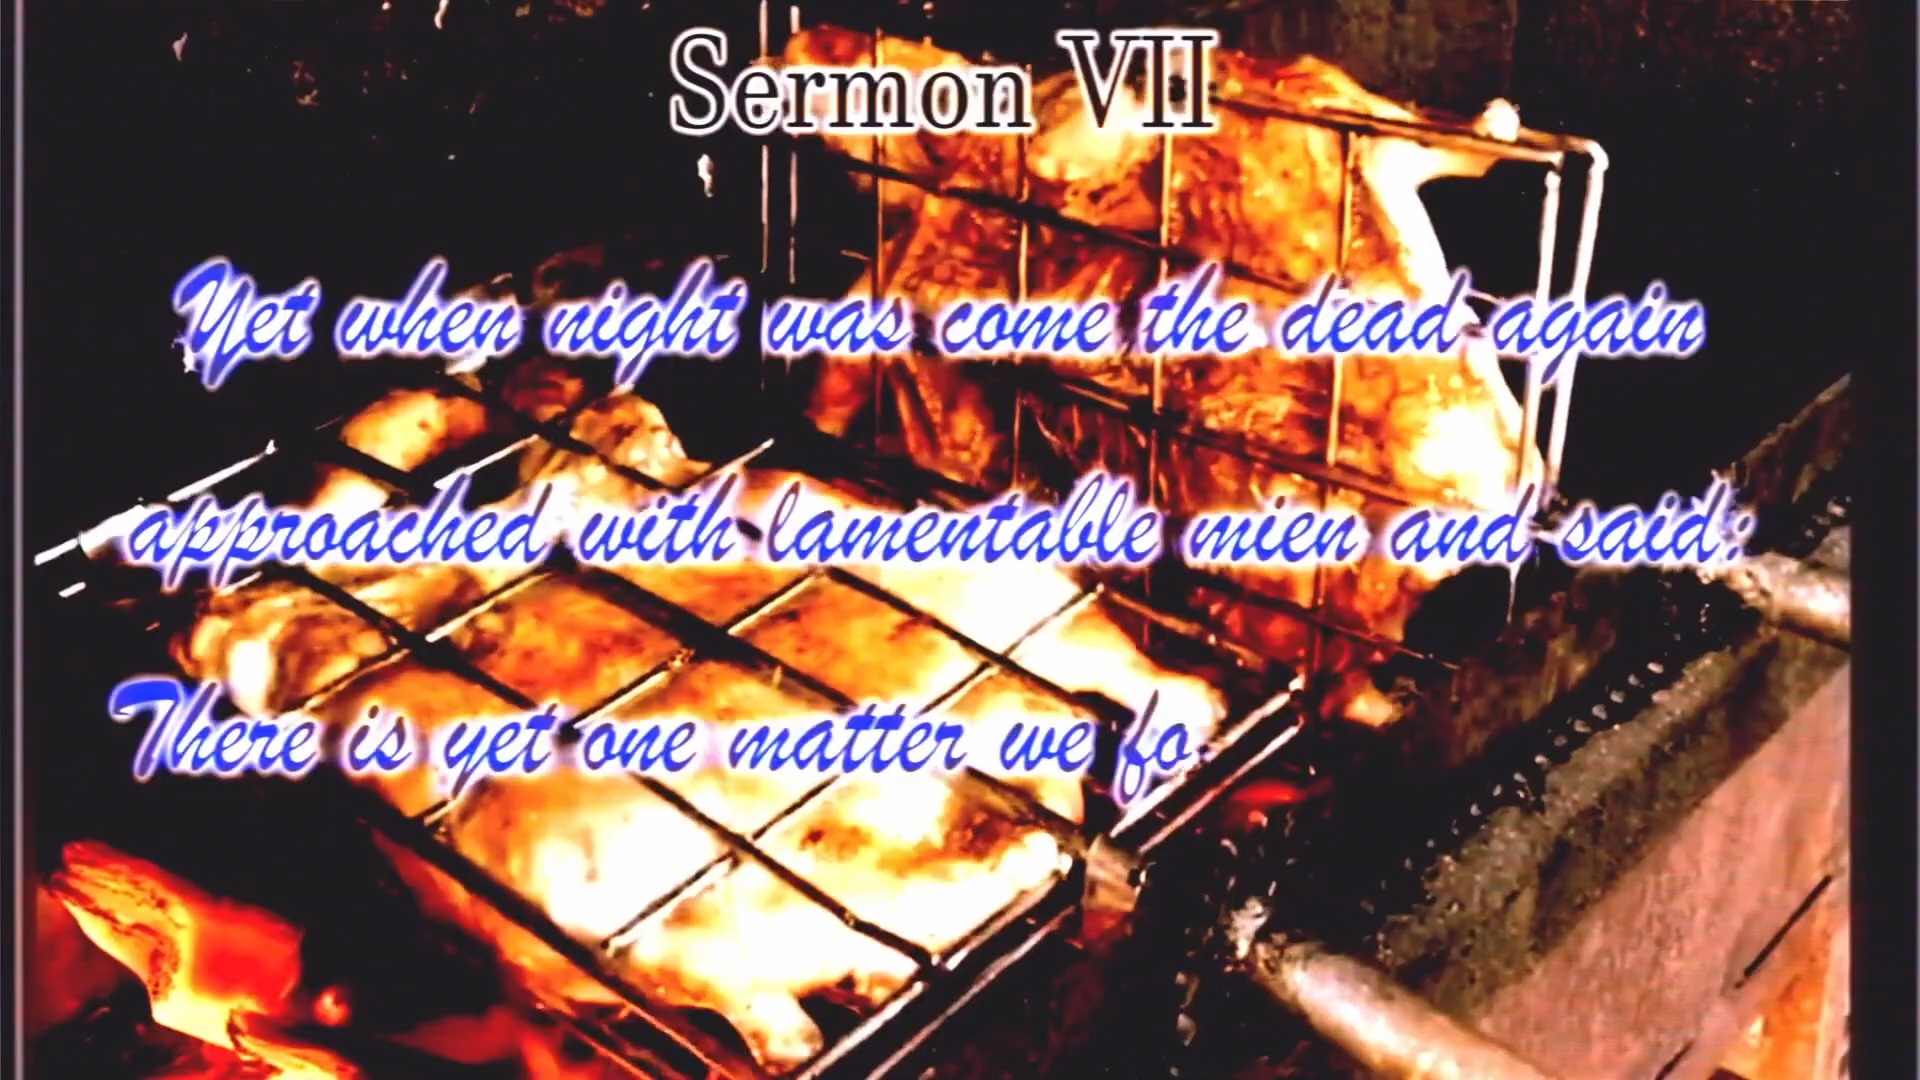 Sermon VII
Yet when night was come the dead again
approached with lamentable mien and said:
There is yet one matter we fo